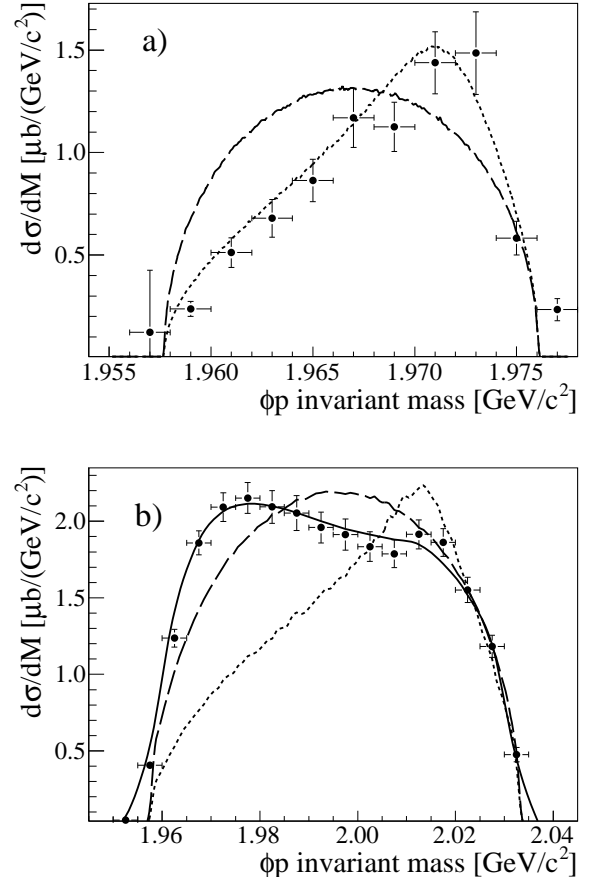 a)
dσ/dM [μb/(GeV/c²)]
1.5
1.0
0.5
1.955 1.960 1.965 1.970 1.975
ϕp invariant mass [GeV/c²]
b)
dσ/dM [μb/(GeV/c²)]
2.0
1.5
1.0
0.5
1.96 1.98 2.00 2.02 2.04
ϕp invariant mass [GeV/c²]